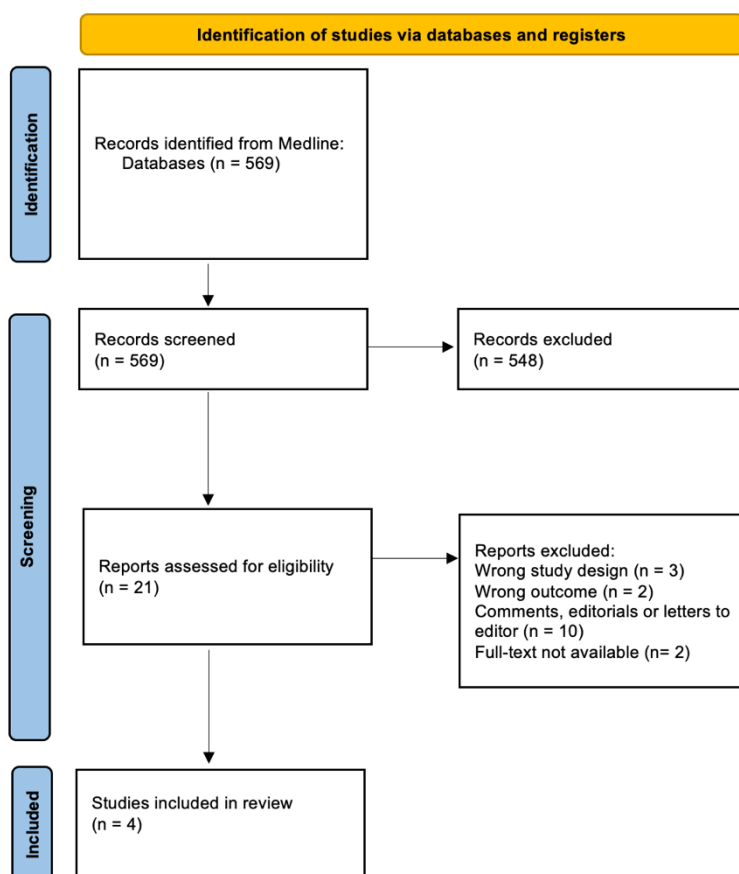 Identification of studies via databases and registers
Identification
Records identified from Medline:
Databases (n = 569)
Screening
Records screened
(n = 569)
Records excluded
(n = 548)
Reports assessed for eligibility
(n = 21)
Reports excluded:
Wrong study design (n = 3)
Wrong outcome (n = 2)
Comments, editorials or letters to
editor (n = 10)
Full-text not available (n= 2)
Included
Studies included in review
(n = 4)